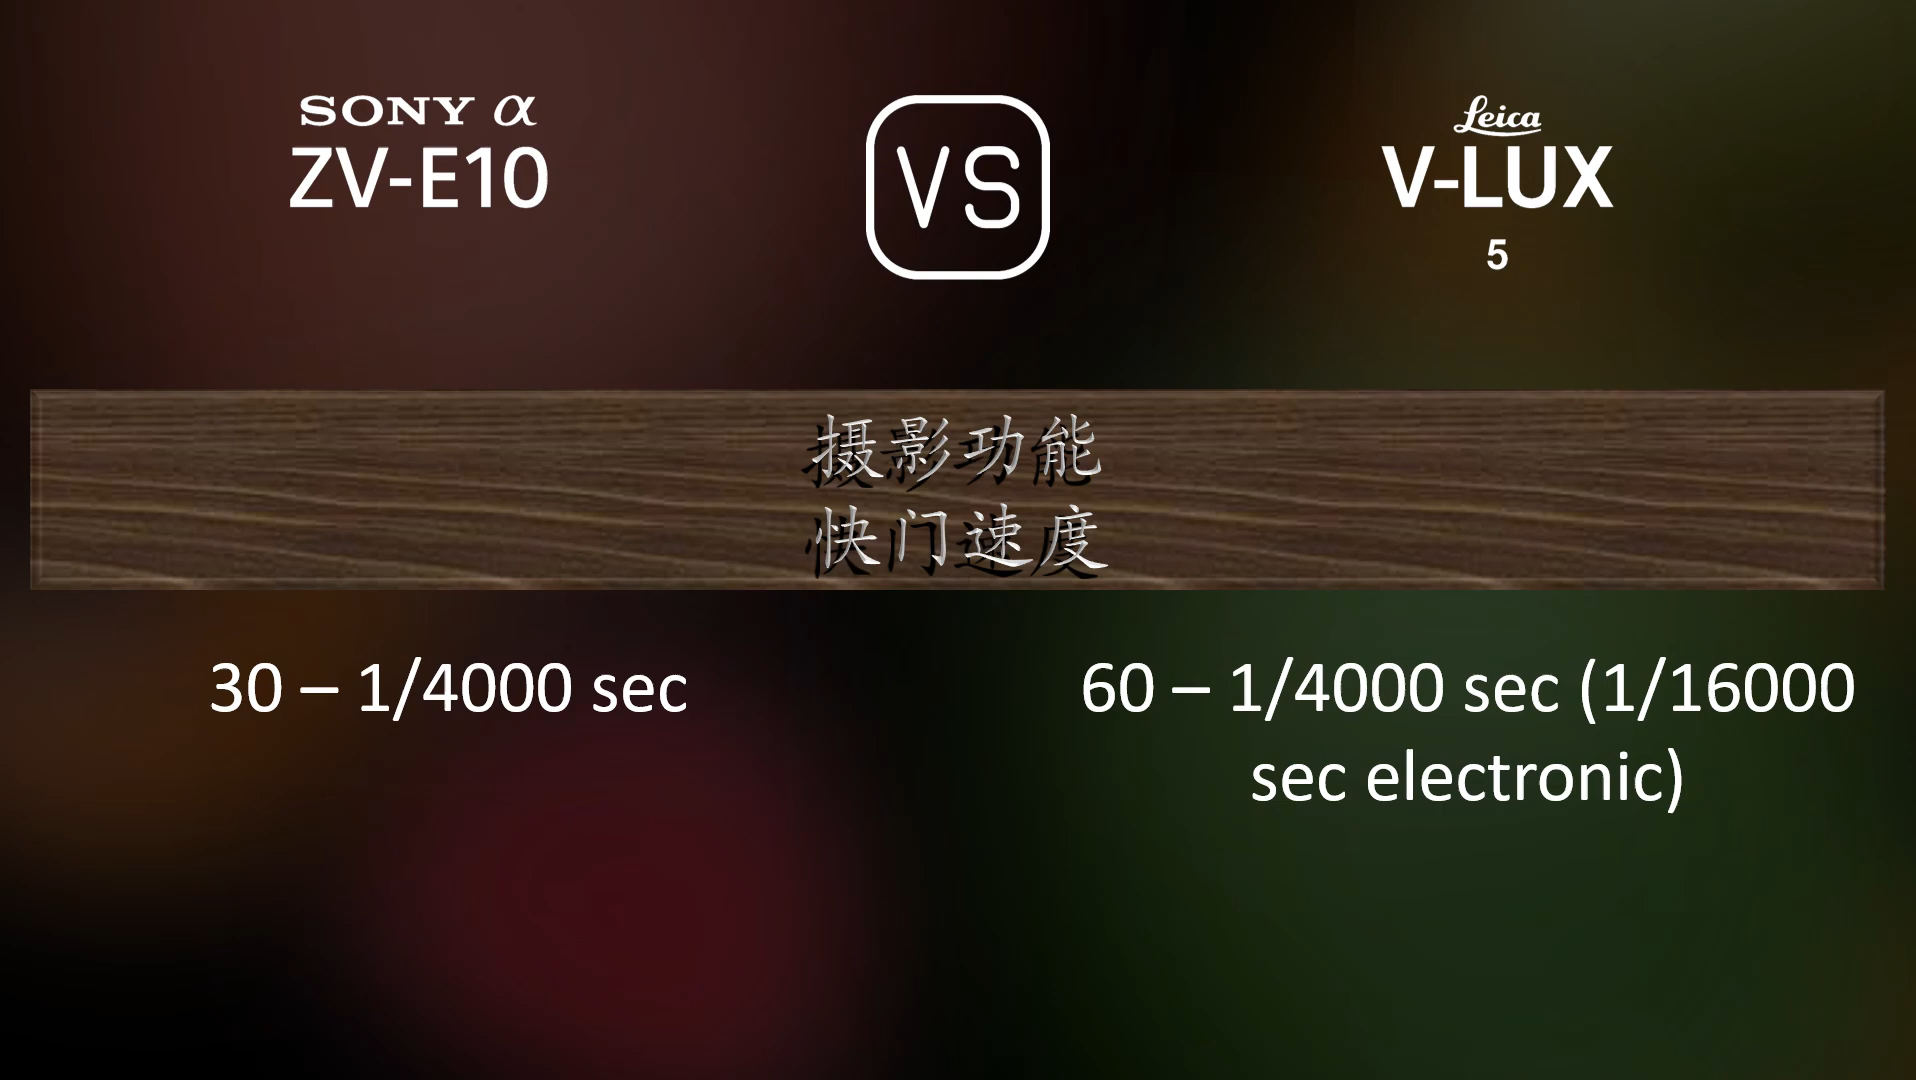 SONY α
ZV-E10
VS
Leica
V-LUX
5
摄影功能
快门速度
30 – 1/4000 sec
60 – 1/4000 sec (1/16000
sec electronic)